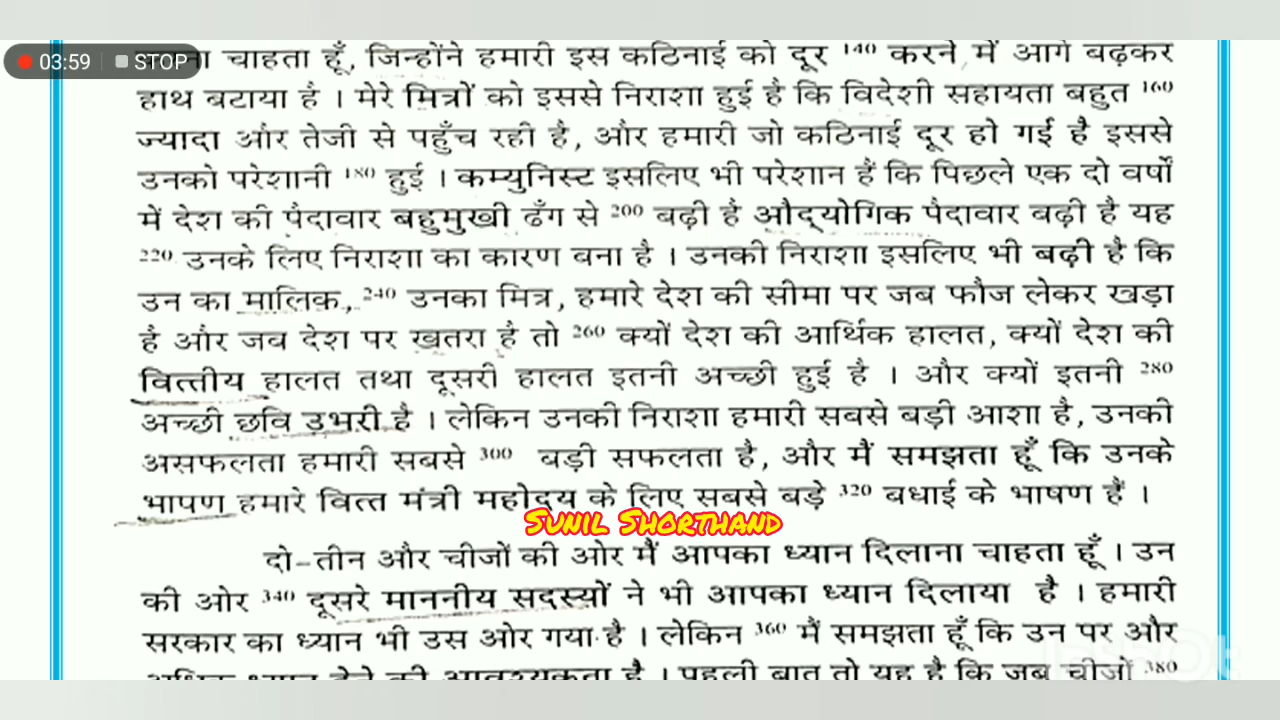 03:59 STOP
चाहता हूँ, जिन्होंने हमारी इस कठिनाई को दूर 140 करने में आगे बढ़कर
हाथ बटाया है । मेरे मित्रों को इससे निराशा हुई है कि विदेशी सहायता बहुत 160
ज्यादा और तेजी से पहुँच रही है, और हमारी जो कठिनाई दूर हो गई है इससे
उनको परेशानी 180 हुई । कम्युनिस्ट इसलिए भी परेशान हैं कि पिछले एक दो वर्षों
में देश की पैदावार बहुमुखी ढँग से 200 बढ़ी है औद्योगिक पैदावार बढ़ी है यह
220 उनके लिए निराशा का कारण बना है । उनकी निराशा इसलिए भी बढ़ी है कि
उन का मालिक, 240 उनका मित्र, हमारे देश की सीमा पर जब फौज लेकर खड़ा
है और जब देश पर खतरा है तो 260 क्यों देश की आर्थिक हालत, क्यों देश की
वित्तीय हालत तथा दूसरी हालत इतनी अच्छी हुई है । और क्यों इतनी 280
अच्छी छवि उभरी है । लेकिन उनकी निराशा हमारी सबसे बड़ी आशा है, उनकी
असफलता हमारी सबसे 300 बड़ी सफलता है, और मैं समझता हूँ कि उनके
भाषण हमारे वित्त मंत्री महोदय के लिए सबसे बड़े 320 बधाई के भाषण हैं ।
Sunil Shorthand
दो-तीन और चीजों की ओर मैं आपका ध्यान दिलाना चाहता हूँ । उन
की ओर 340 दूसरे माननीय सदस्यों ने भी आपका ध्यान दिलाया है । हमारी
सरकार का ध्यान भी उस ओर गया है । लेकिन 360 मैं समझता हूँ कि उन पर और
अधिक ध्यान देने की आवश्यकता है । पहली बात तो यह है कि जब चीजों 380